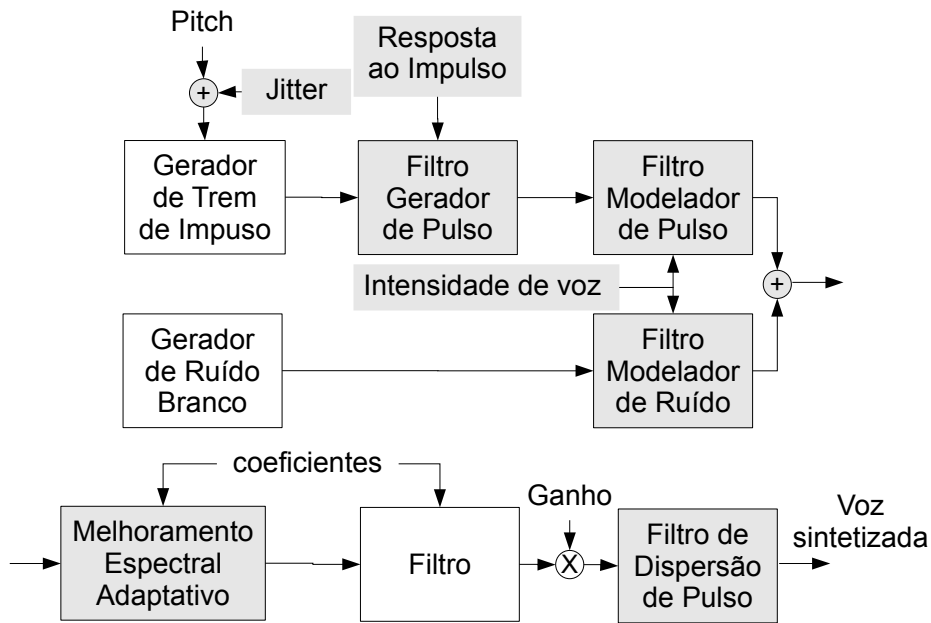 Pitch
+
Jitter
Resposta
ao Impulso
Gerador
de Trem
de Impuso
Filtro
Gerador
de Pulso
Filtro
Modelador
de Pulso
Intensidade de voz
+
Gerador
de Ruído
Branco
Filtro
Modelador
de Ruído
coeficientes
Melhoramento
Espectral
Adaptativo
Filtro
Ganho
X
Filtro de
Dispersão
de Pulso
Voz
sintetizada